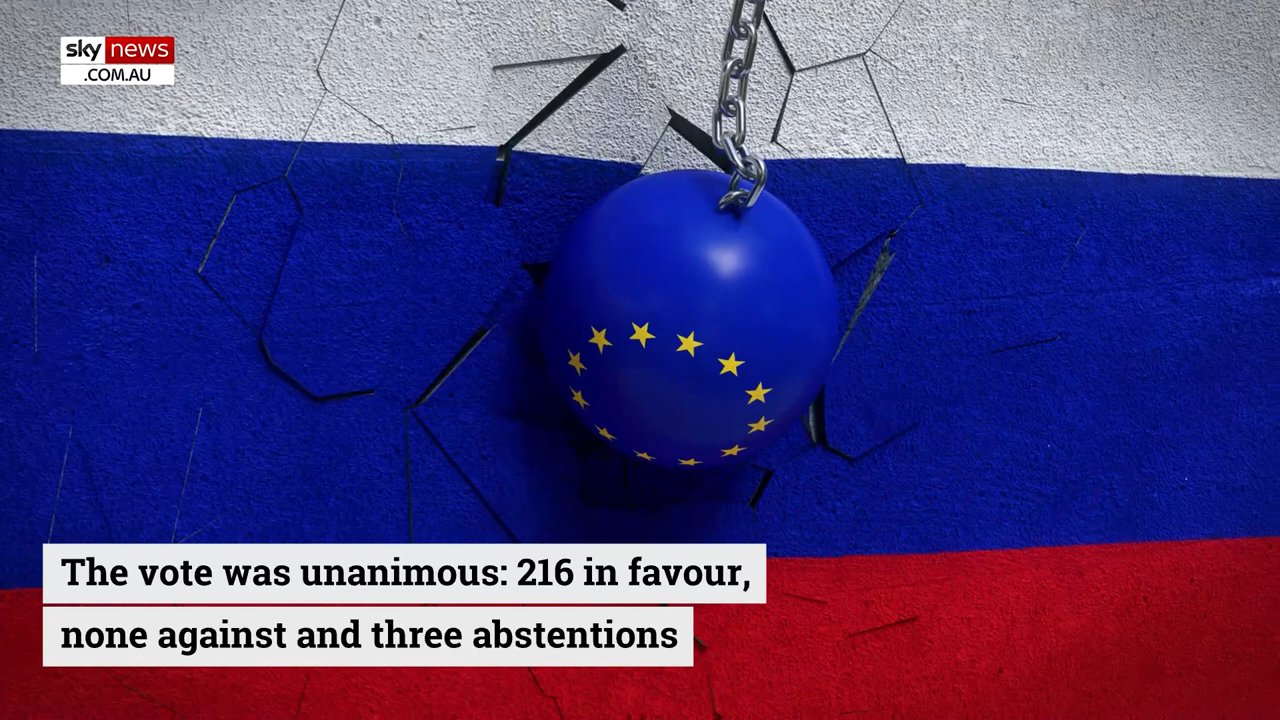 sky news
.COM.AU
The vote was unanimous: 216 in favour,
none against and three abstentions